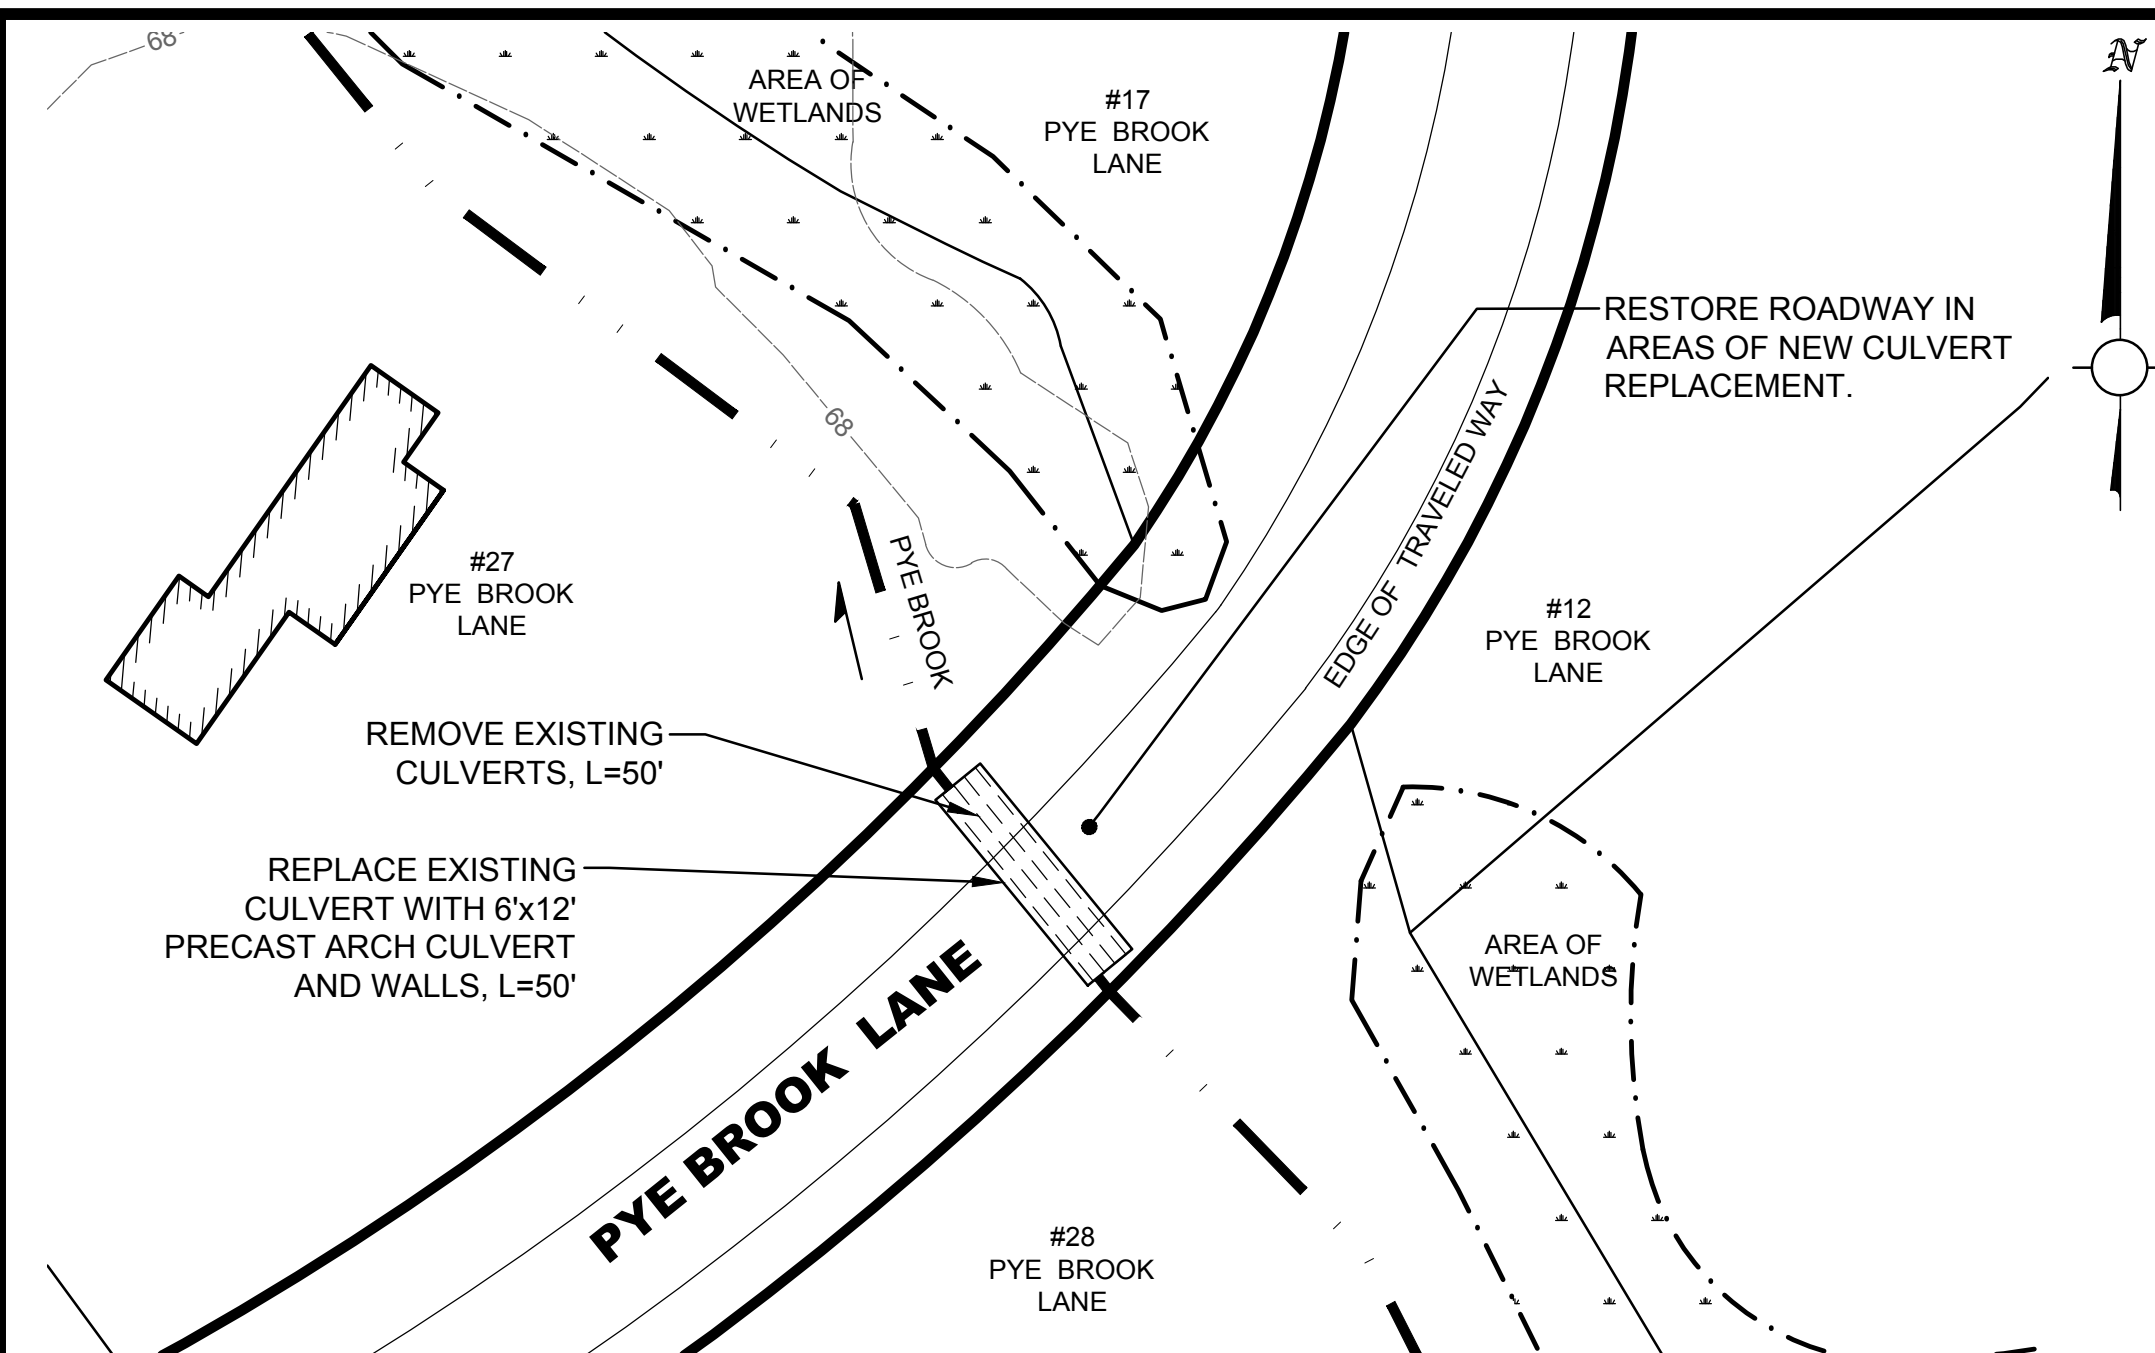 68
N
AREA OF
WETLANDS
#17
PYE BROOK
LANE
RESTORE ROADWAY IN
AREAS OF NEW CULVERT
REPLACEMENT.
68
EDGE OF TRAVELED WAY
PYE BROOK
#27
PYE BROOK
LANE
#12
PYE BROOK
LANE
REMOVE EXISTING
CULVERTS, L=50'
REPLACE EXISTING
CULVERT WITH 6'x12'
PRECAST ARCH CULVERT
AND WALLS, L=50'
AREA OF
WETLANDS
PYE BROOK LANE
#28
PYE BROOK
LANE